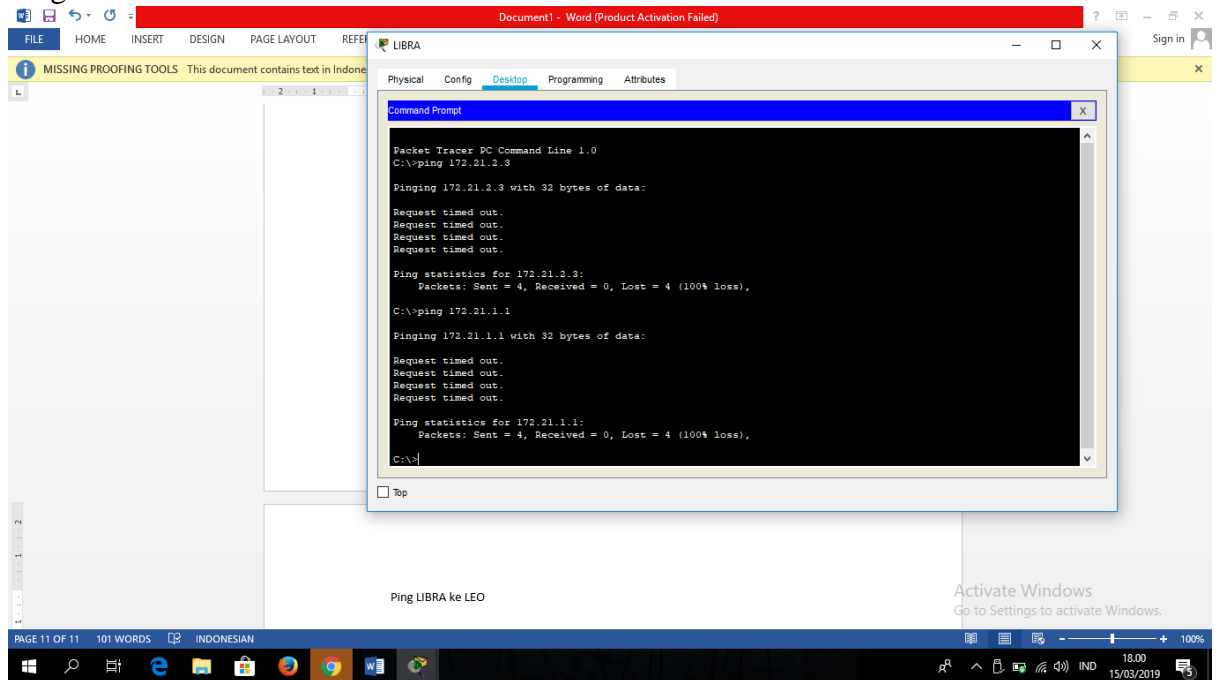 Document1 - Word (Product Activation Failed)
FILE HOME INSERT DESIGN PAGE LAYOUT REFE
Sign in
MISSING PROOFING TOOLS This document contains text in Indone
2 1
LIBRA
Physical Config Desktop Programming Attributes
Command Prompt
X
Packet Tracer PC Command Line 1.0
C:\>ping 172.21.2.3
Pinging 172.21.2.3 with 32 bytes of data:
Request timed out.
Request timed out.
Request timed out.
Request timed out.
Ping statistics for 172.21.2.3:
Packets: Sent = 4, Received = 0, Lost = 4 (100% loss),
C:\>ping 172.21.1.1
Pinging 172.21.1.1 with 32 bytes of data:
Request timed out.
Request timed out.
Request timed out.
Request timed out.
Ping statistics for 172.21.1.1:
Packets: Sent = 4, Received = 0, Lost = 4 (100% loss),
C:\>
Top
2
1
1
Ping LIBRA ke LEO
Activate Windows
Go to Settings to activate Windows.
PAGE 11 OF 11 101 WORDS INDONESIAN
100%
IND
18.00
15/03/2019
5